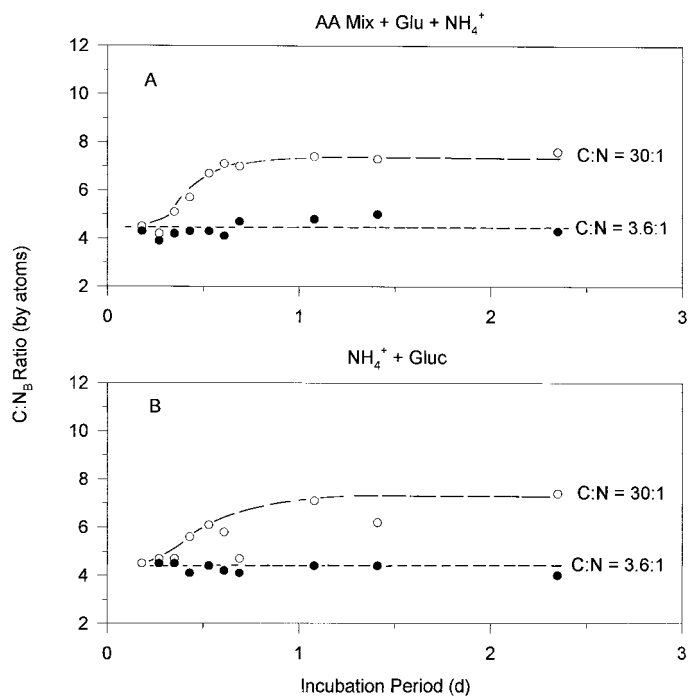 AA Mix + Glu + NH₄⁺
12
A
10
8
C:N = 30:1
6
4
C:N = 3.6:1
2
0
1
2
3
C:N_B Ratio (by atoms)
NH₄⁺ + Gluc
12
B
10
8
C:N = 30:1
6
4
C:N = 3.6:1
2
0
1
2
3
Incubation Period (d)